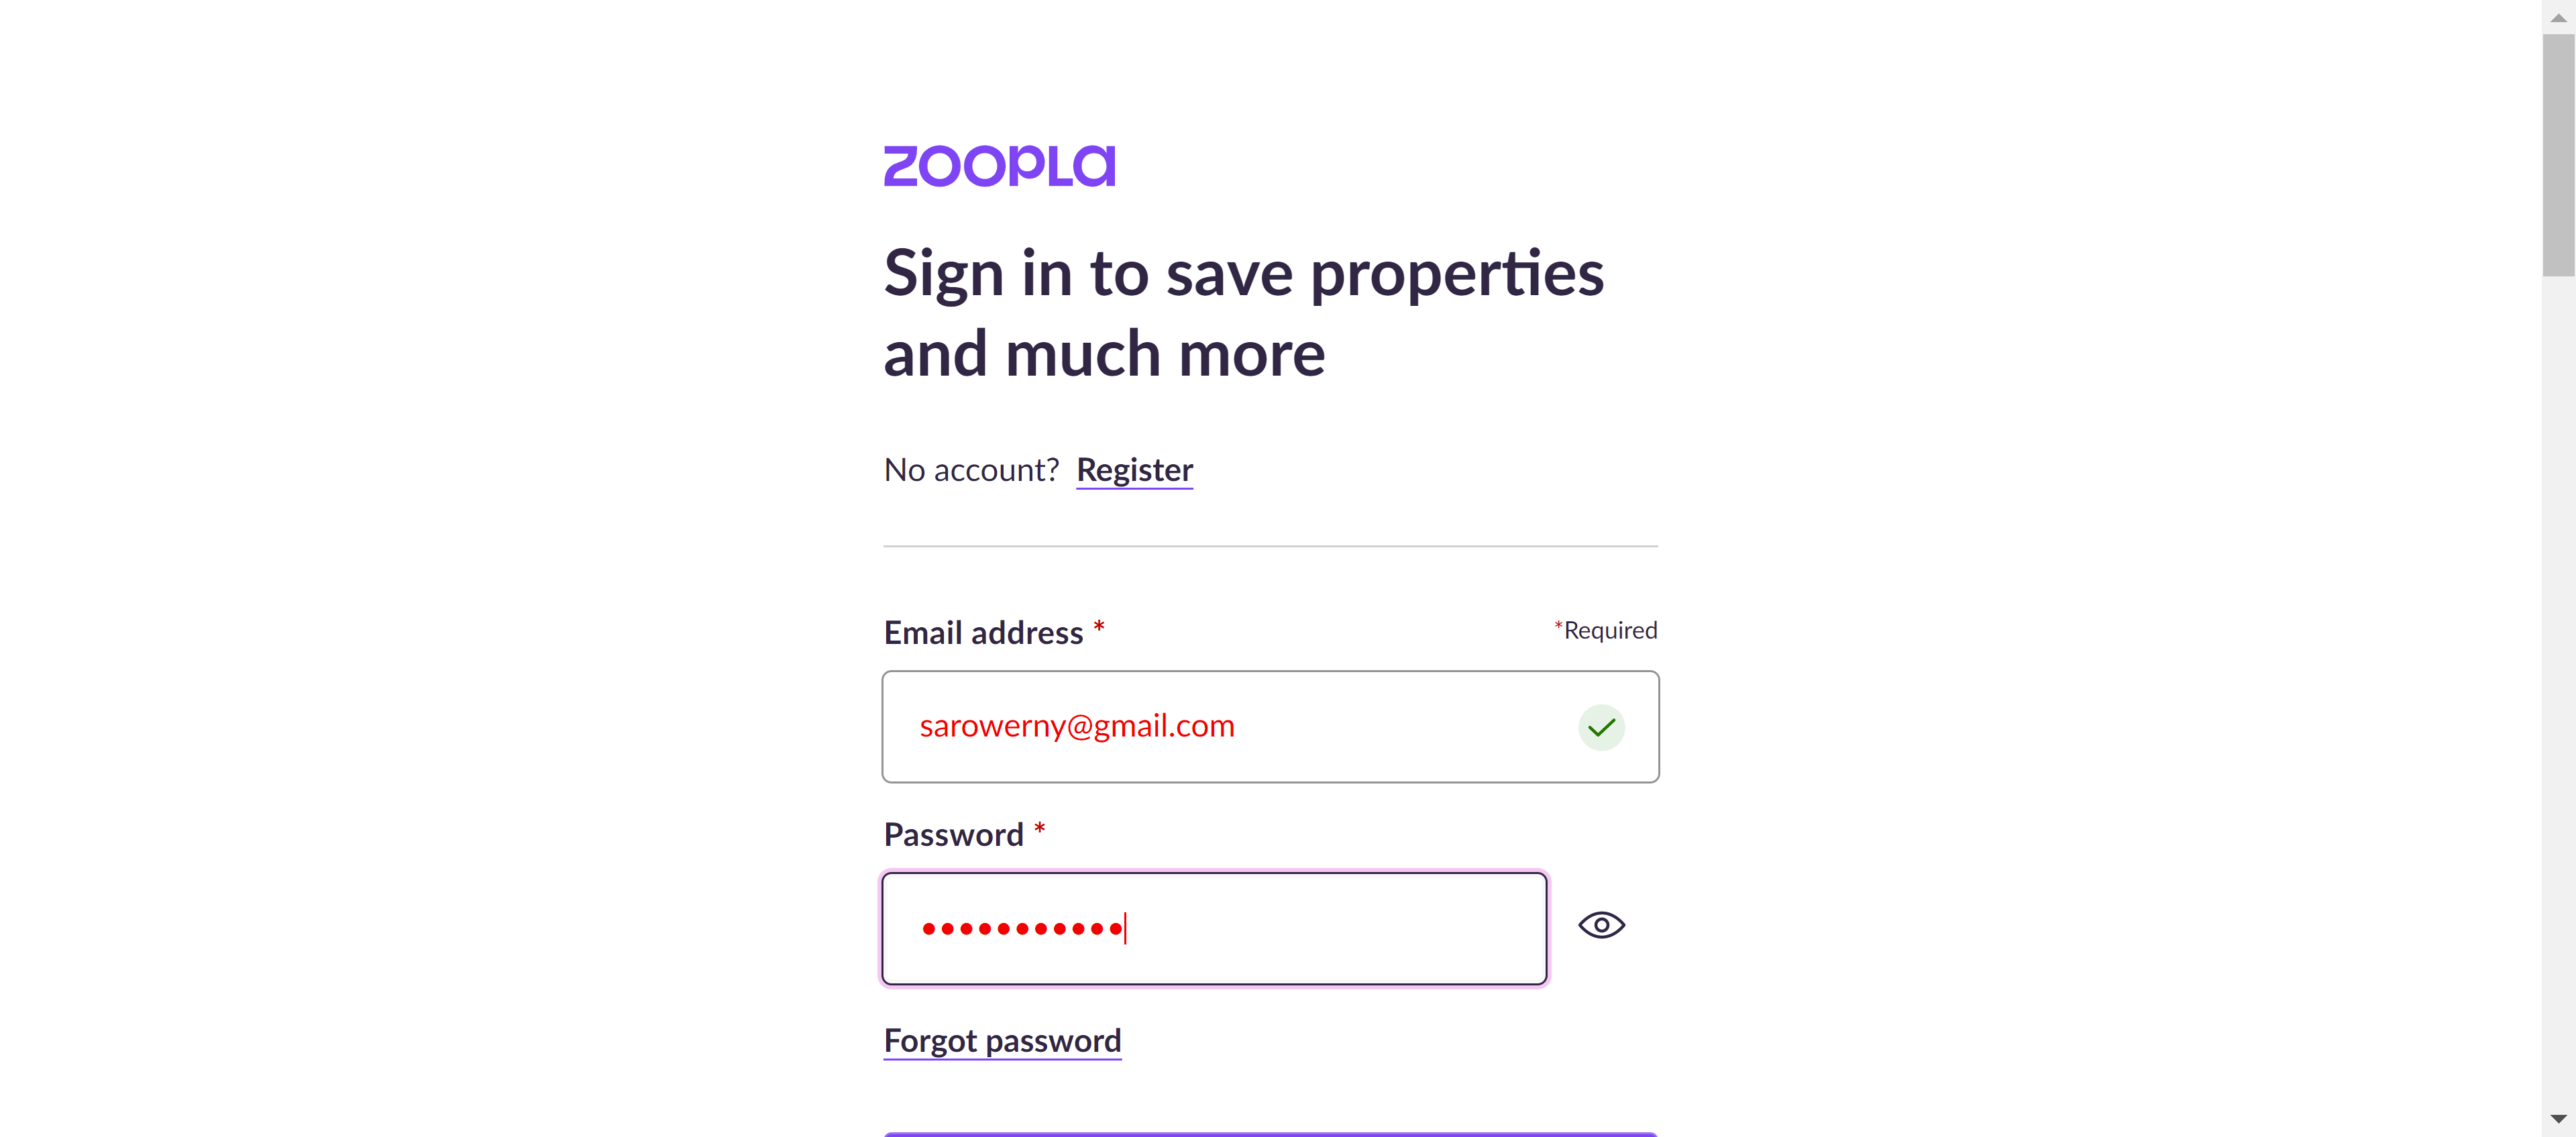 zoopla
Sign in to save properties
and much more
No account? Register
Email address * *Required
sarowerny@gmail.com
Password *
•••••••••••
Forgot password